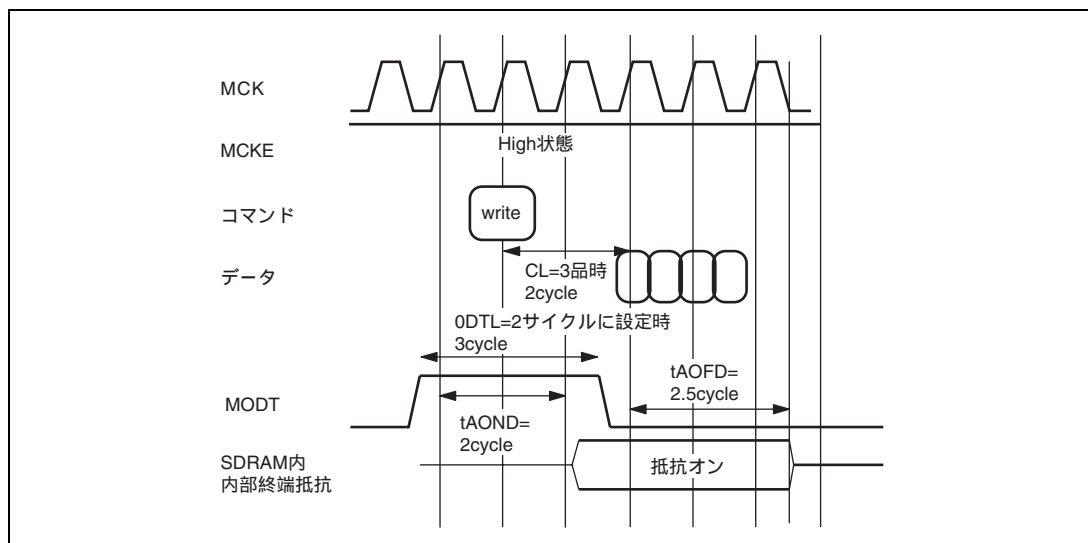 MCK
MCKE
High状態
コマンド
write
データ
CL=3品時
2cycle
0DTL=2サイクルに設定時
3cycle
MODT
tAOND=
2cycle
tAOFD=
2.5cycle
SDRAM内
内部終端抵抗
抵抗オン